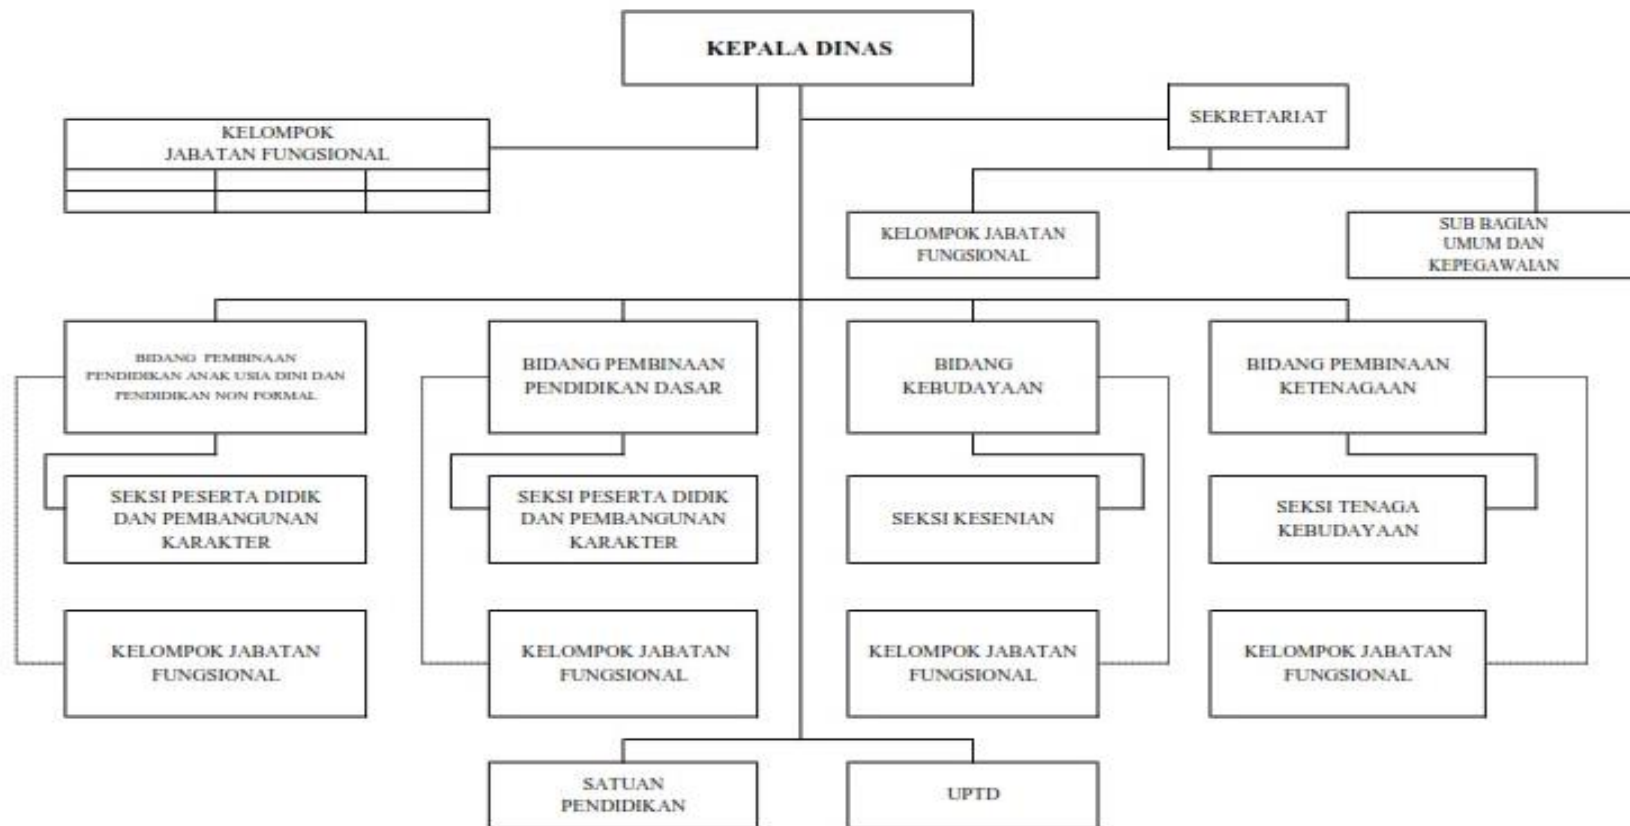 KEPALA DINAS
SEKRETARIAT
KELOMPOK
JABATAN FUNGSIONAL
KELOMPOK JABATAN
FUNGSIONAL
SUB BAGIAN
UMUM DAN
KEPEGAWAIAN
BIDANG PEMBINAAN
PENDIDIKAN ANAK USIA DINI DAN
PENDIDIKAN NON FORMAL
BIDANG PEMBINAAN
PENDIDIKAN DASAR
BIDANG
KEBUDAYAAN
BIDANG PEMBINAAN
KETENAGAAN
SEKSI PESERTA DIDIK
DAN PEMBANGUNAN
KARAKTER
SEKSI PESERTA DIDIK
DAN PEMBANGUNAN
KARAKTER
SEKSI KESENIAN
SEKSI TENAGA
KEBUDAYAAN
KELOMPOK JABATAN
FUNGSIONAL
KELOMPOK JABATAN
FUNGSIONAL
KELOMPOK JABATAN
FUNGSIONAL
KELOMPOK JABATAN
FUNGSIONAL
SATUAN
PENDIDIKAN
UPTD